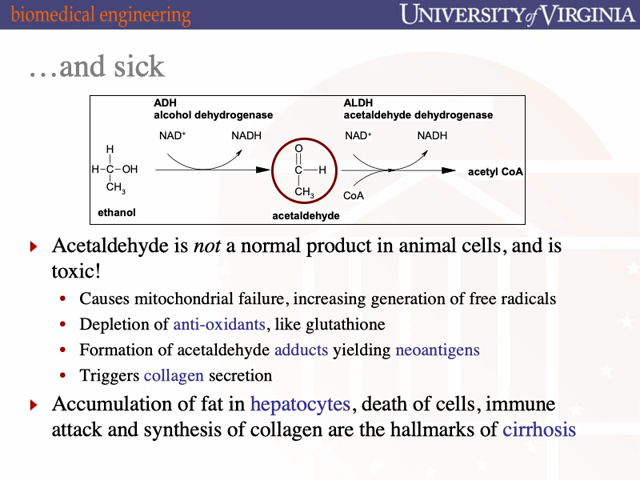 biomedical engineering
UNIVERSITY of VIRGINIA
…and sick
ADH
alcohol dehydrogenase
ALDH
acetaldehyde dehydrogenase
NAD+
NADH
NAD+
NADH
H
O
H-C-OH
C-H
acetyl CoA
CH3
CH3
CoA
ethanol
acetaldehyde
Acetaldehyde is not a normal product in animal cells, and is
toxic!
• Causes mitochondrial failure, increasing generation of free radicals
• Depletion of anti-oxidants, like glutathione
• Formation of acetaldehyde adducts yielding neoantigens
• Triggers collagen secretion
Accumulation of fat in hepatocytes, death of cells, immune
attack and synthesis of collagen are the hallmarks of cirrhosis